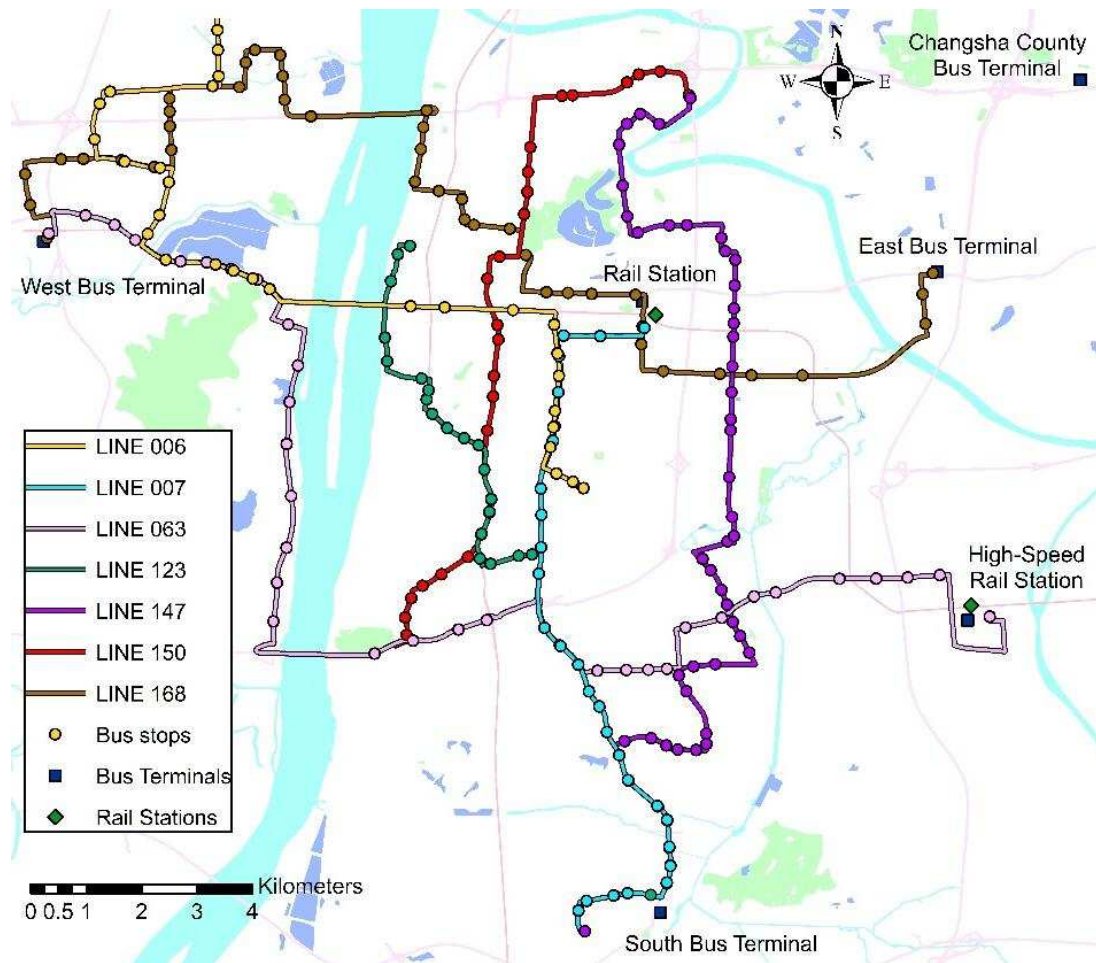 Changsha County
Bus Terminal
N
W E
S
East Bus Terminal
Rail Station
West Bus Terminal
LINE 006
LINE 007
LINE 063
LINE 123
LINE 147
LINE 150
LINE 168
Bus stops
Bus Terminals
Rail Stations
High-Speed
Rail Station
Kilometers
0 0.5 1 2 3 4
South Bus Terminal